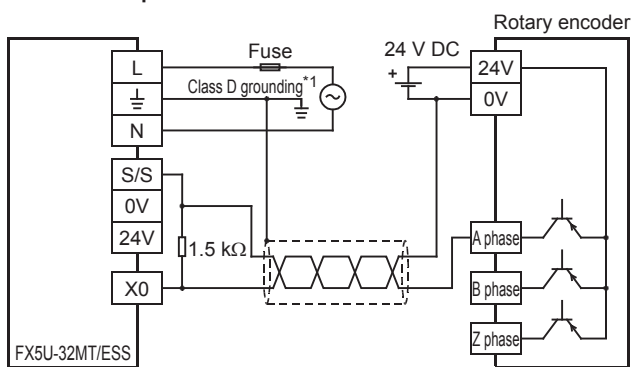 Rotary encoder
Fuse
24 V DC
L
Class D grounding*1
+
24V
0V
N
S/S
0V
24V
1.5 kΩ
A phase
X0
B phase
Z phase
FX5U-32MT/ESS